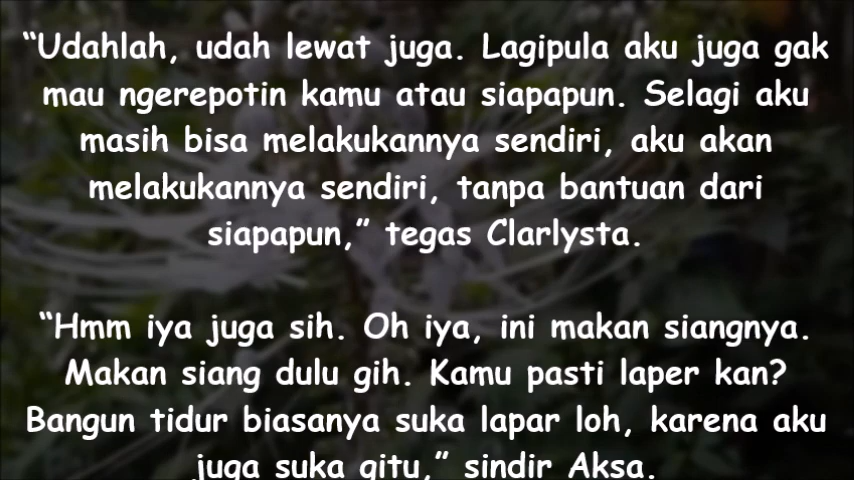 “Udahlah, udah lewat juga. Lagipula aku juga gak
mau ngerepotin kamu atau siapapun. Selagi aku
masih bisa melakukannya sendiri, aku akan
melakukannya sendiri, tanpa bantuan dari
siapapun,” tegas Clarlysta.
“Hmm iya juga sih. Oh iya, ini makan siangnya.
Makan siang dulu gih. Kamu pasti laper kan?
Bangun tidur biasanya suka lapar loh, karena aku
juga suka gitu,” sindir Aksa.